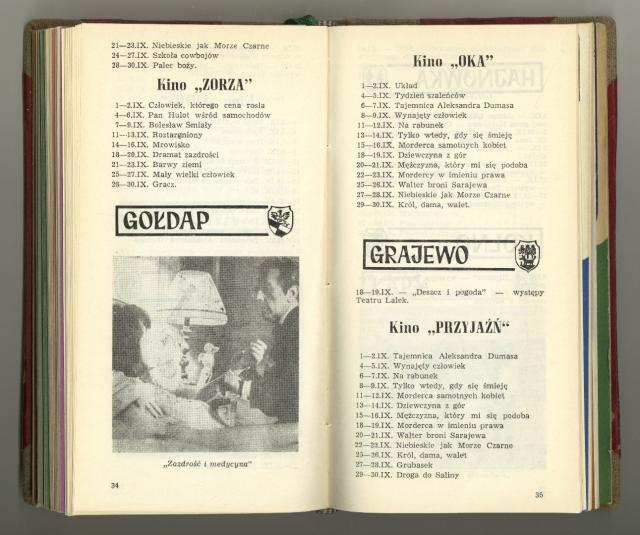 21—23.IX. Niebieskie jak Morze Czarne
24—27.IX. Szkoła cowbojów
28—30.IX. Palec boży.
Kino „ZORZA”
1—2.IX. Człowiek, którego cena rosła
4—6.IX. Pan Hulot wśród samochodów
7—9.IX. Bolesław Śmiały
11—13.IX. Roztargniony
14—16.IX. Mrowisko
18—20.IX. Dramat zazdrości
21—23.IX. Barwy ziemi
25—27.IX. Mały wielki człowiek
28—30.IX. Gracz.
GOŁDAP
„Zazdrość i medycyna”
34
Kino „OKA”
1—2.IX. Układ
4—5.IX. Tydzień szaleńców
6—7.IX. Tajemnica Aleksandra Dumasa
8—9.IX. Wynajęty człowiek
11—12.IX. Na rabunek
13—14.IX. Tylko wtedy, gdy się śmieję
15—16.IX. Morderca samotnych kobiet
18—19.IX. Dziewczyna z gór
20—21.IX. Mężczyzna, który mi się podoba
22—23.IX. Mordercy w imieniu prawa
25—26.IX. Walter broni Sarajewa
27—28.IX. Niebieskie jak Morze Czarne
29—30.IX. Król, dama, walet.
GRAJEWO
18—19.IX. — „Deszcz i pogoda” — występy
Teatru Lalek.
Kino „PRZYJAŹŃ”
1—2.IX. Tajemnica Aleksandra Dumasa
4—5.IX. Wynajęty człowiek
6—7.IX. Na rabunek
8—9.IX. Tylko wtedy, gdy się śmieję
11—12.IX. Morderca samotnych kobiet
13—14.IX. Dziewczyna z gór
15—16.IX. Mężczyzna, który mi się podoba
18—19.IX. Morderca w imieniu prawa
20—21.IX. Walter broni Sarajewa
22—23.IX. Niebieskie jak Morze Czarne
25—26.IX. Król, dama, walet
27—28.IX. Grubasek
29—30.IX. Droga do Saliny
35